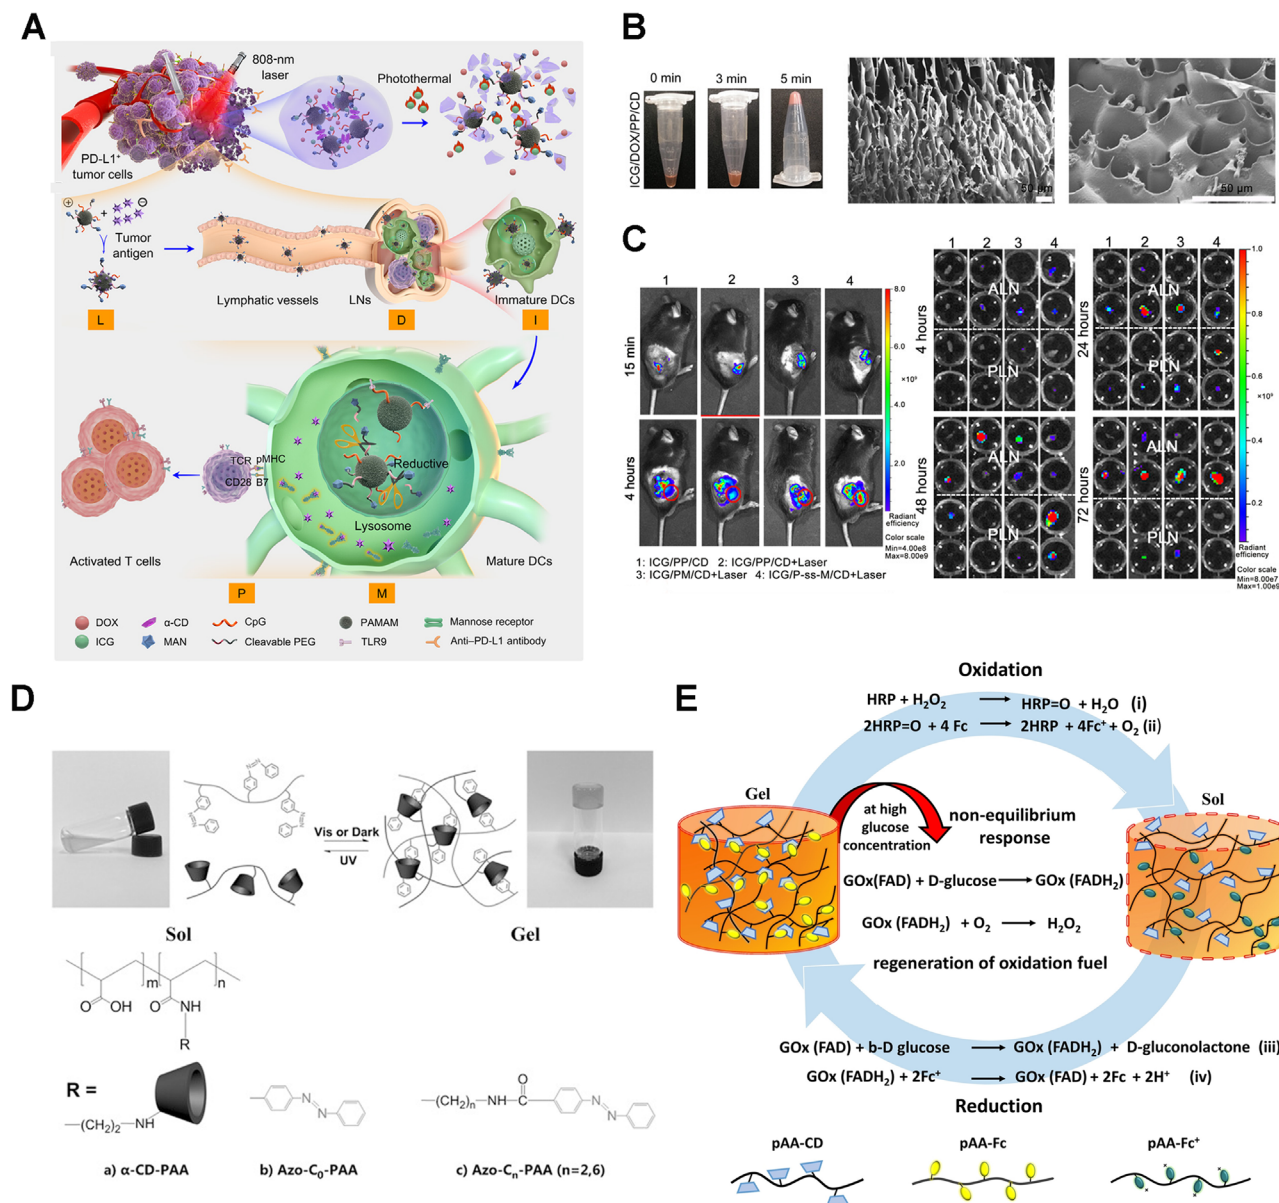 A
808-nm
laser
Photothermal
PD-L1⁺
tumor cells
⊕
⊖
+
Tumor
antigen
Lymphatic vessels
LNs
Immature DCs
L
D
I
TCR
pMHC
CD28
B7
Reductive
Lysosome
Activated T cells
Mature DCs
P
M
DOX
α-CD
CpG
PAMAM
Mannose receptor
ICG
MAN
Cleavable PEG
TLR9
Anti–PD-L1 antibody
B
0 min
3 min
5 min
ICG/DOX/PP/CD
50 μm
50 μm
C
1 2 3 4
15 min
4 hours
8.0
6.0
×10⁹
4.0
2.0
Radiant
efficiency
Color scale
Min=4.00e8
Max=8.00e9
1: ICG/PP/CD 2: ICG/PP/CD+Laser
3: ICG/PM/CD+Laser 4: ICG/P-ss-M/CD+Laser
1 2 3 4
1 2 3 4
4 hours
ALN
PLN
24 hours
ALN
PLN
48 hours
ALN
PLN
72 hours
ALN
PLN
1.0
0.8
0.6
×10⁹
0.4
0.2
Radiant
efficiency
Color scale
Min=8.00e7
Max=1.00e9
D
Vis or Dark
UV
Sol
Gel
m
n
O
OH
O
NH
R
R =
—(CH₂)₂—NH
N
N
—(CH₂)ₙ—NH
C
O
N
N
a) α-CD-PAA
b) Azo-C₀-PAA
c) Azo-Cₙ-PAA (n=2,6)
E
Oxidation
HRP + H₂O₂ → HRP=O + H₂O (i)
2HRP=O + 4 Fc → 2HRP + 4Fc⁺ + O₂ (ii)
Gel
Sol
at high
glucose
concentration
non-equilibrium
response
GOx(FAD) + D-glucose → GOx (FADH₂)
GOx (FADH₂) + O₂ → H₂O₂
regeneration of oxidation fuel
GOx (FAD) + b-D glucose → GOx (FADH₂) + D-gluconolactone (iii)
GOx (FADH₂) + 2Fc⁺ → GOx (FAD) + 2Fc + 2H⁺ (iv)
Reduction
pAA-CD
pAA-Fc
pAA-Fc⁺